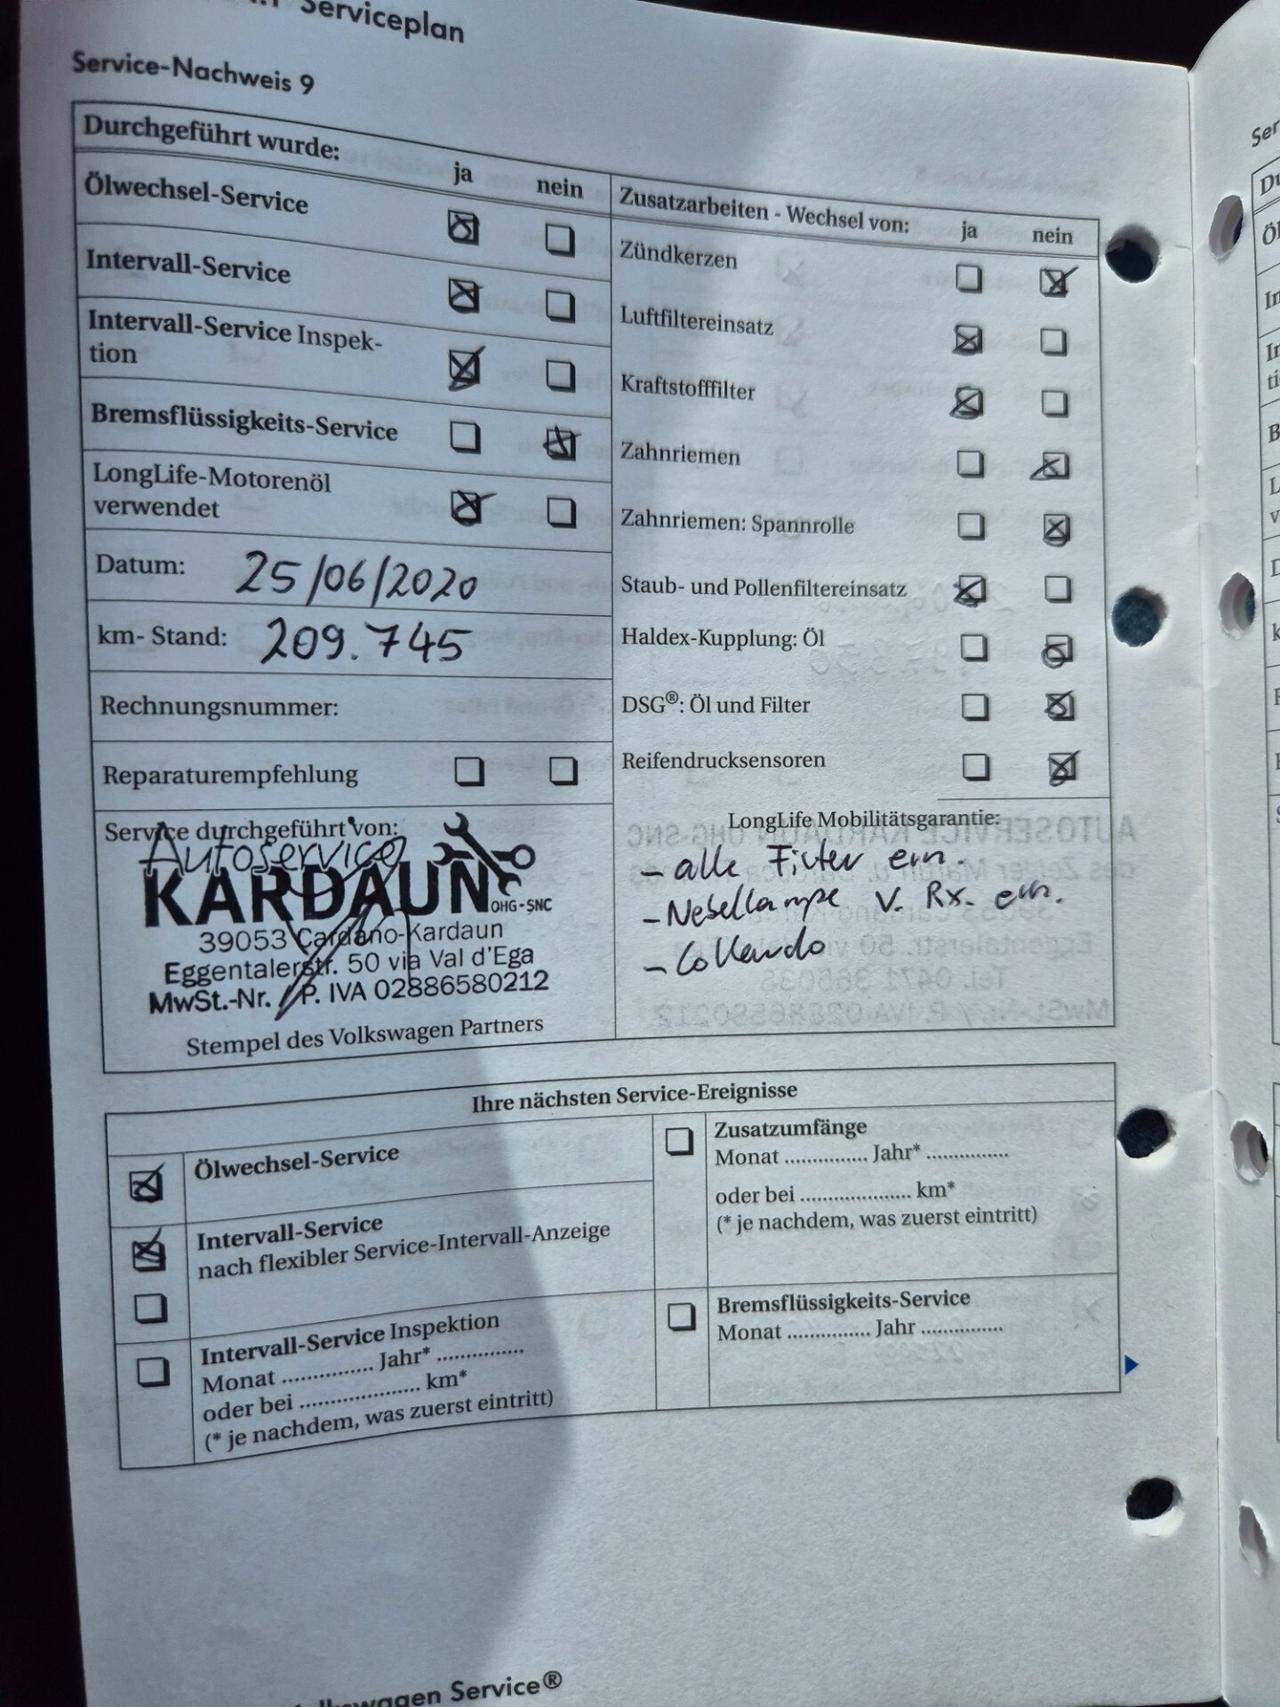 Serviceplan
Service-Nachweis 9
Durchgeführt wurde:
ja nein
Ölwechsel-Service
Intervall-Service
Intervall-Service Inspek-
tion
Bremsflüssigkeits-Service
LongLife-Motorenöl
verwendet
Datum: 25/06/2020
km- Stand: 209.745
Rechnungsnummer:
Reparaturempfehlung
Service durchgeführt von:
Autoservice
KARDAUN OHG-SNC
39053 Cardano-Kardaun
Eggentalerstr. 50 via Val d'Ega
MwSt.-Nr. / P. IVA 02886580212
Stempel des Volkswagen Partners
Zusatzarbeiten - Wechsel von: ja nein
Zündkerzen
Luftfiltereinsatz
Kraftstofffilter
Zahnriemen
Zahnriemen: Spannrolle
Staub- und Pollenfiltereinsatz
Haldex-Kupplung: Öl
DSG®: Öl und Filter
Reifendrucksensoren
LongLife Mobilitätsgarantie:
- alle Filter ern.
- Nebellampe v. Rx. ern.
- Collaudo
Ihre nächsten Service-Ereignisse
Ölwechsel-Service
Intervall-Service
nach flexibler Service-Intervall-Anzeige
Intervall-Service Inspektion
Monat ............... Jahr* ..............
oder bei .................... km*
(* je nachdem, was zuerst eintritt)
Zusatzumfänge
Monat .............. Jahr* ..............
oder bei .................... km*
(* je nachdem, was zuerst eintritt)
Bremsflüssigkeits-Service
Monat .............. Jahr ..............
Service®